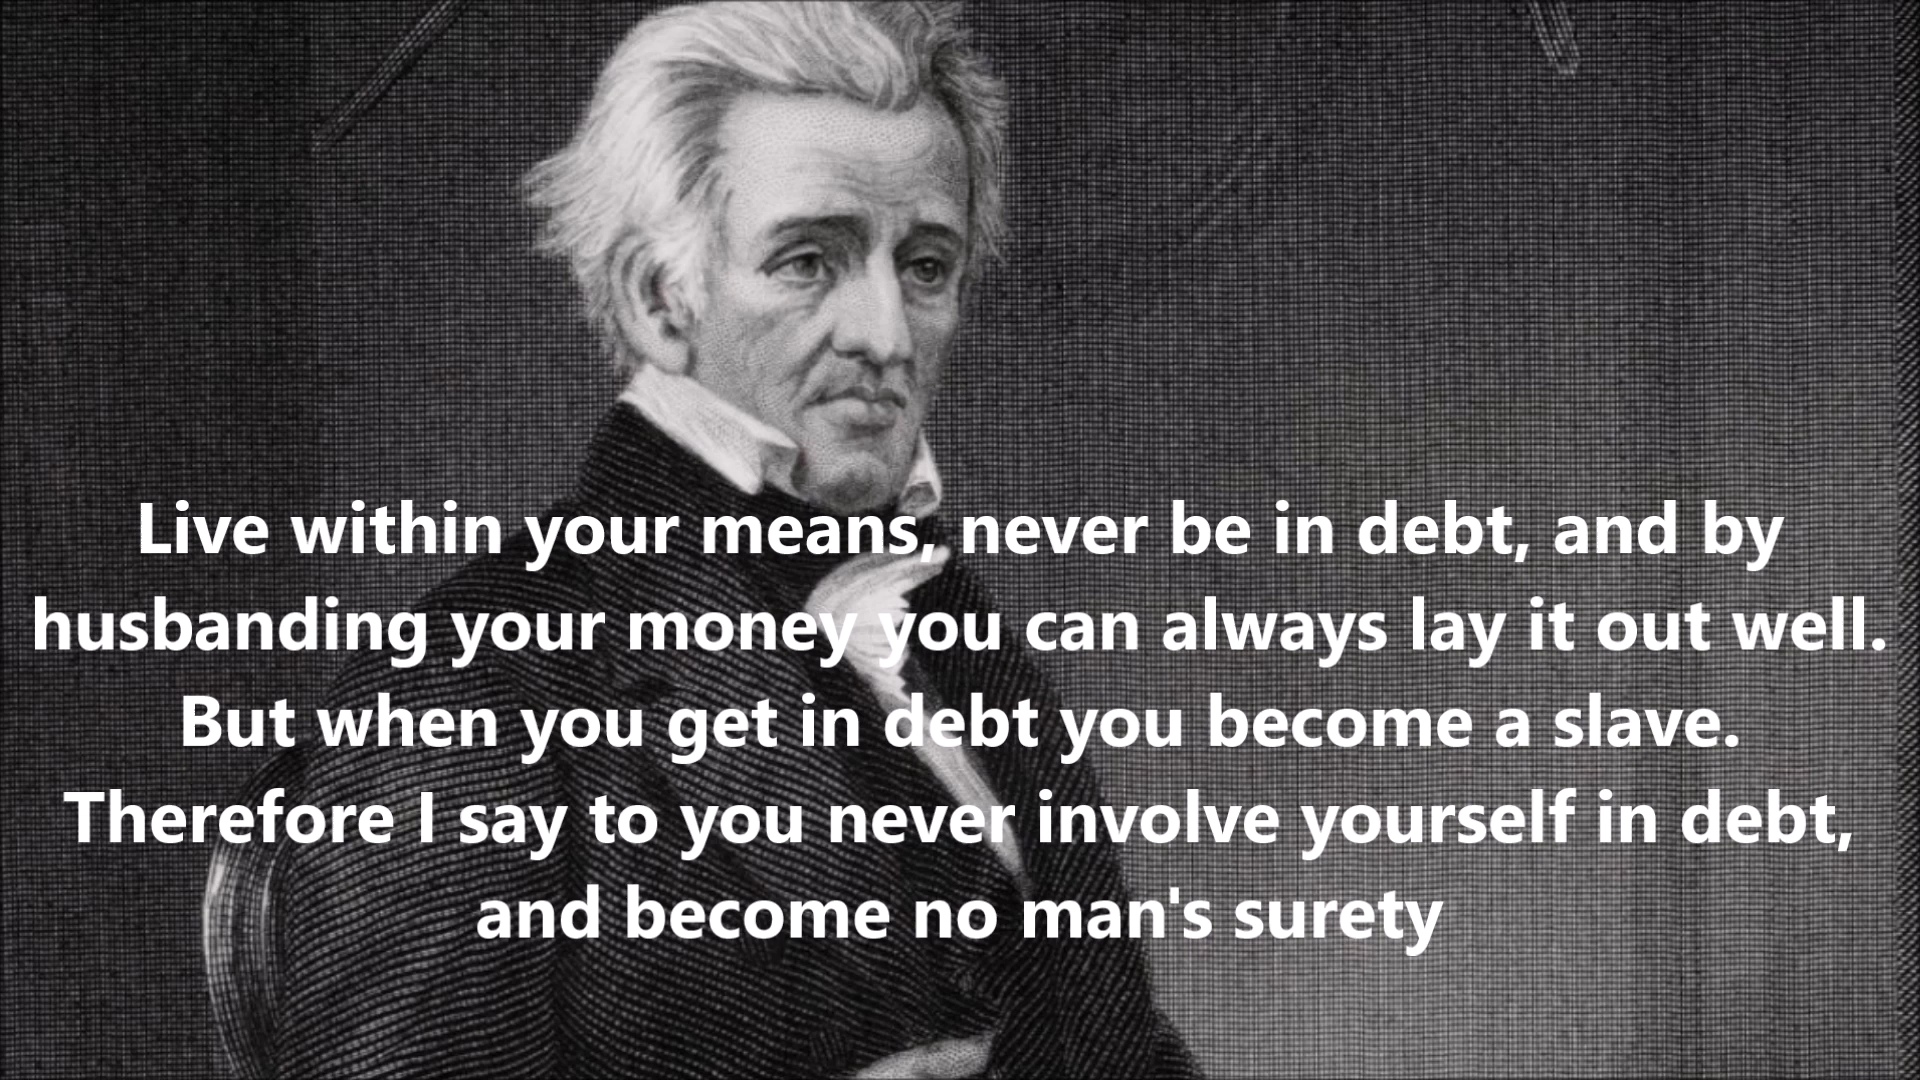 Live within your means, never be in debt, and by
husbanding your money you can always lay it out well.
But when you get in debt you become a slave.
Therefore I say to you never involve yourself in debt,
and become no man's surety